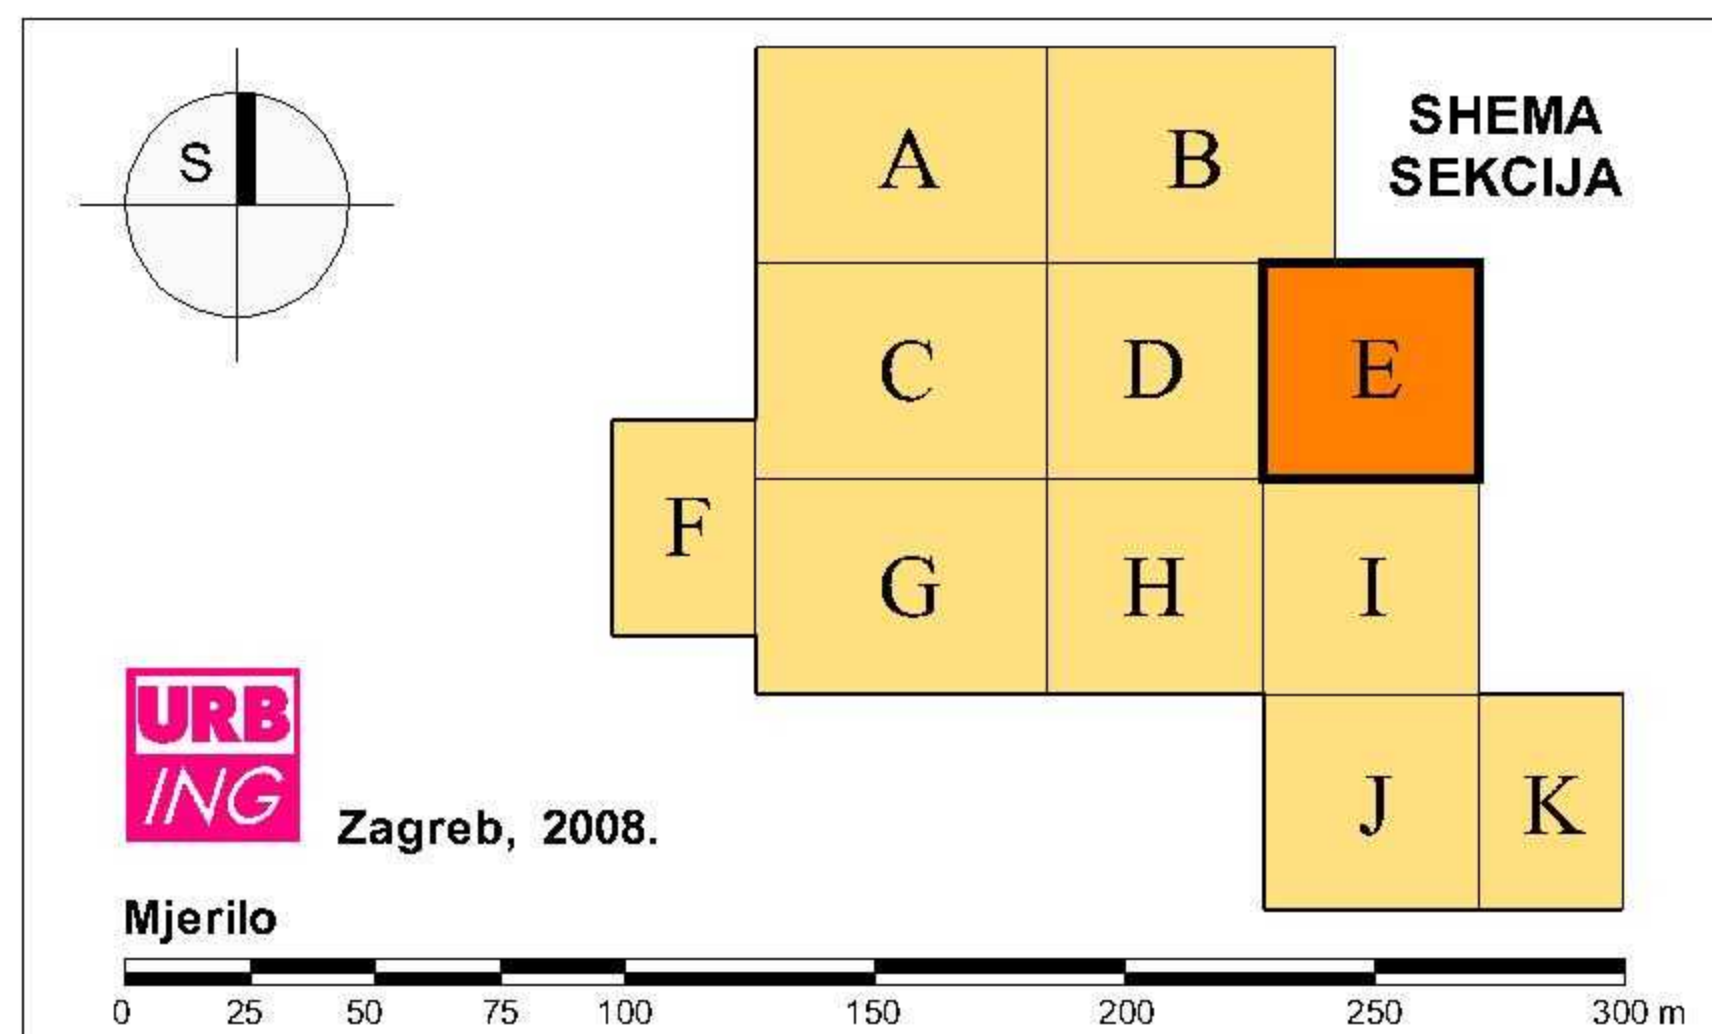 S
A
B
SHEMA
SEKCIJA
C
D
E
F
G
H
I
J
K
URB
ING
Zagreb, 2008.
Mjerilo
0 25 50 75 100 150 200 250 300 m